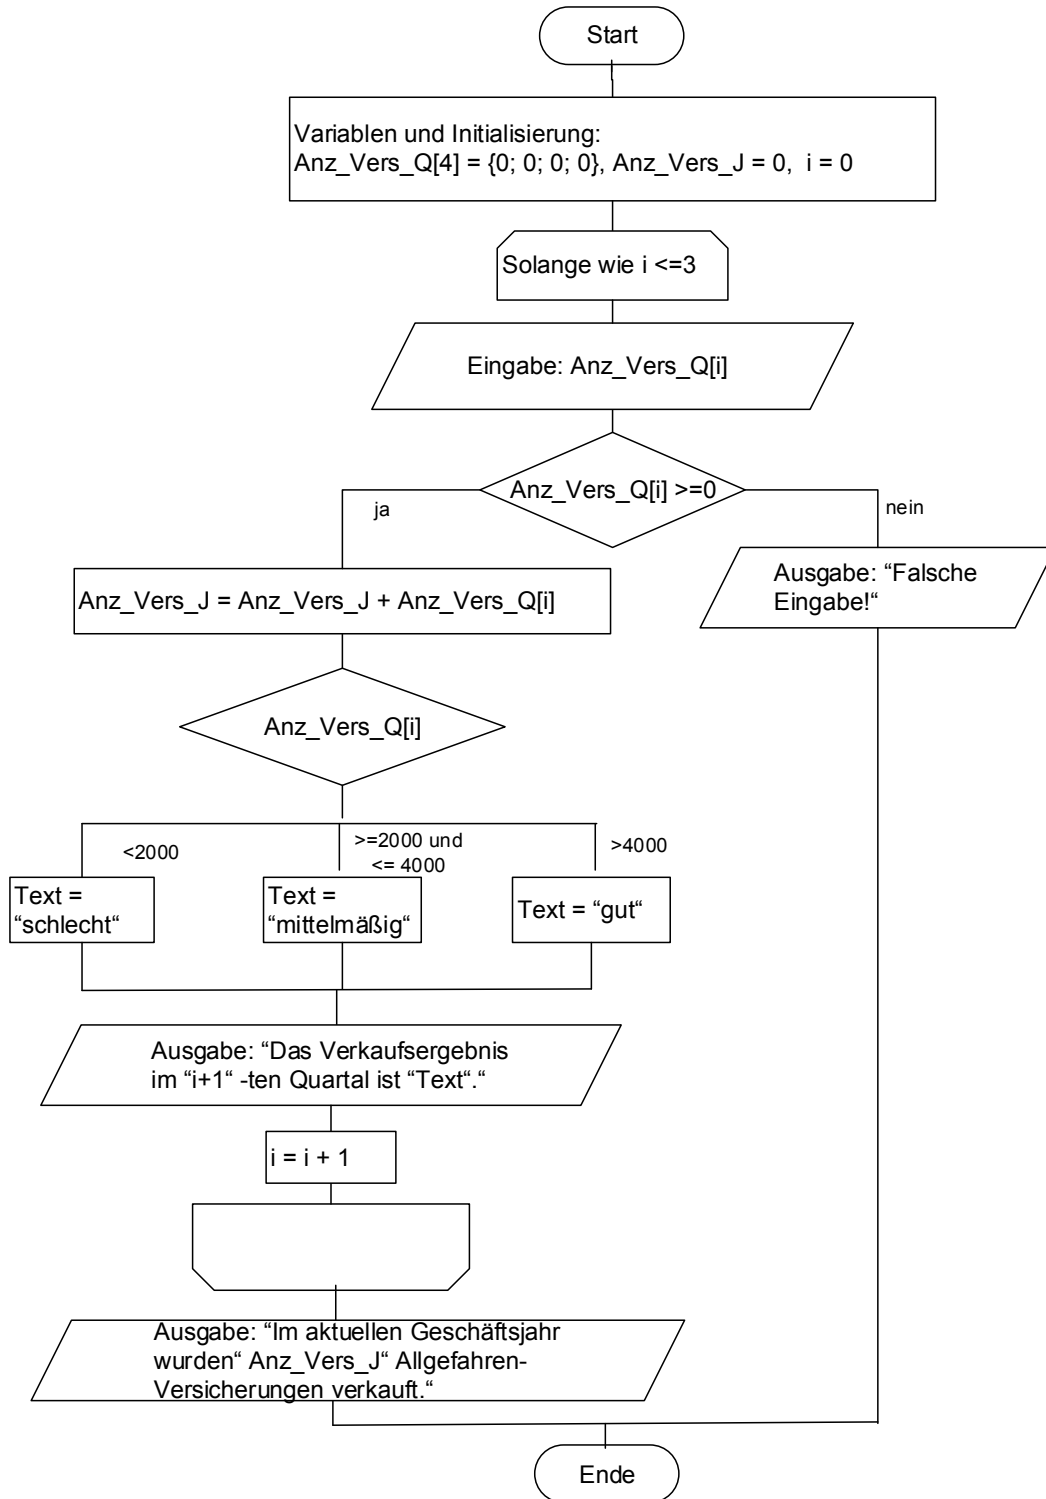 Start
Variablen und Initialisierung:
Anz_Vers_Q[4] = {0; 0; 0; 0}, Anz_Vers_J = 0,  i = 0
Solange wie i <=3
Eingabe: Anz_Vers_Q[i]
Anz_Vers_Q[i] >=0
ja
nein
Ausgabe: “Falsche
Eingabe!“
Anz_Vers_J = Anz_Vers_J + Anz_Vers_Q[i]
Anz_Vers_Q[i]
<2000
>=2000 und
<= 4000
>4000
Text =
“schlecht“
Text =
“mittelmäßig“
Text = “gut“
Ausgabe: “Das Verkaufsergebnis
im “i+1“ -ten Quartal ist “Text“.“
i = i + 1
Ausgabe: “Im aktuellen Geschäftsjahr
wurden“ Anz_Vers_J“ Allgefahren-
Versicherungen verkauft.“
Ende